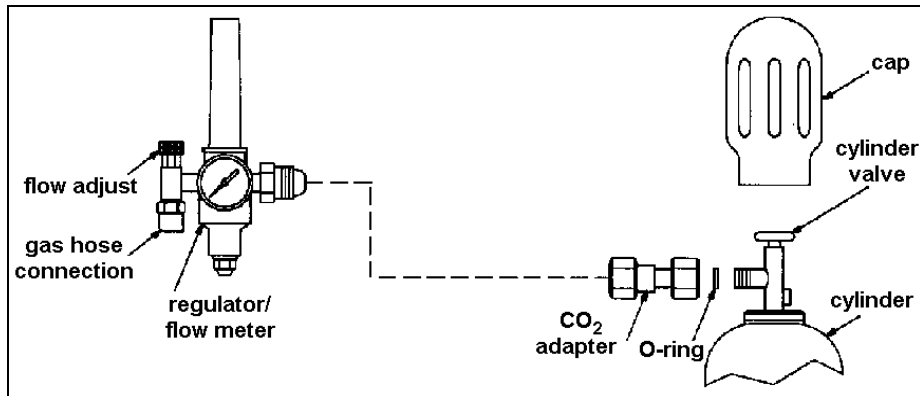 cap
cylinder
valve
flow adjust
gas hose
connection
regulator/
flow meter
CO₂
adapter
O-ring
cylinder